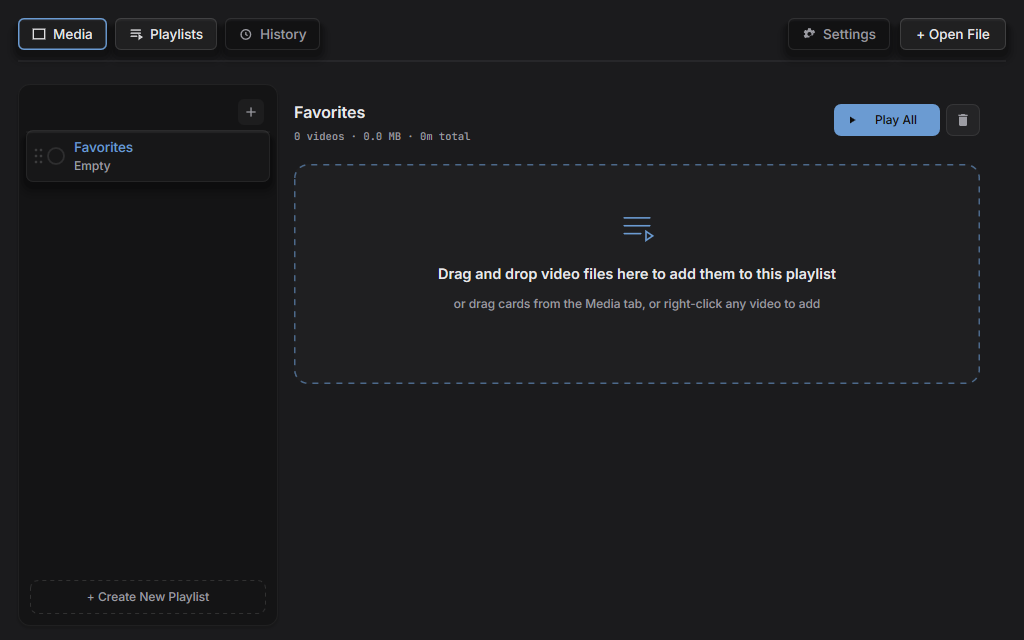 Media
Playlists
History
Settings
+ Open File
Favorites
Empty
+ Create New Playlist
Favorites
0 videos · 0.0 MB · 0m total
Play All
Drag and drop video files here to add them to this playlist
or drag cards from the Media tab, or right-click any video to add